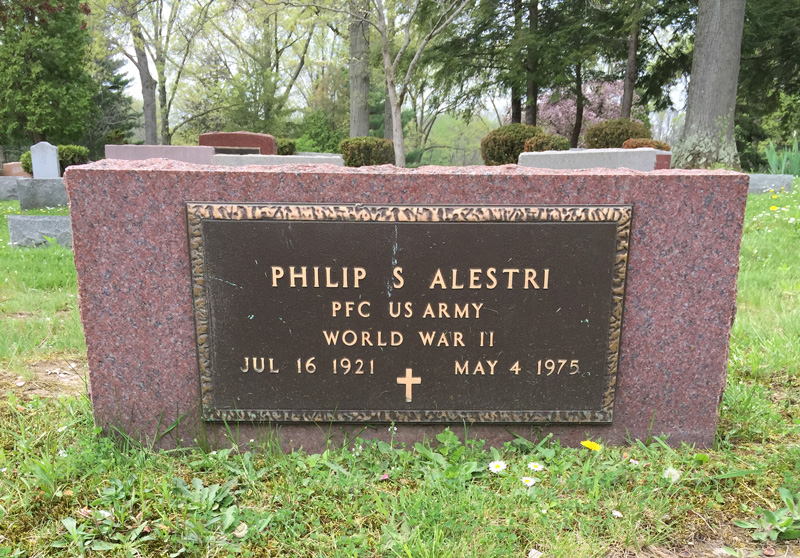 PHILIP S ALESTRI
PFC US ARMY
WORLD WAR II
JUL 16 1921 MAY 4 1975